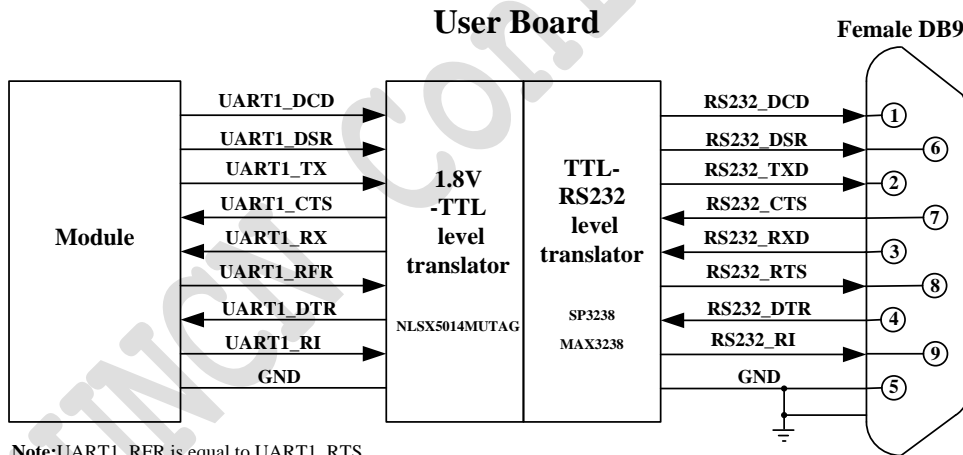 User Board
Female DB9
Module
UART1_DCD
UART1_DSR
UART1_TX
UART1_CTS
UART1_RX
UART1_RFR
UART1_DTR
UART1_RI
GND
1.8V
-TTL
level
translator
NLSX5014MUTAG
TTL-
RS232
level
translator
SP3238
MAX3238
RS232_DCD
RS232_DSR
RS232_TXD
RS232_CTS
RS232_RXD
RS232_RTS
RS232_DTR
RS232_RI
GND
1
6
2
7
3
8
4
9
5
Note:UART1_RFR is equal to UART1_RTS